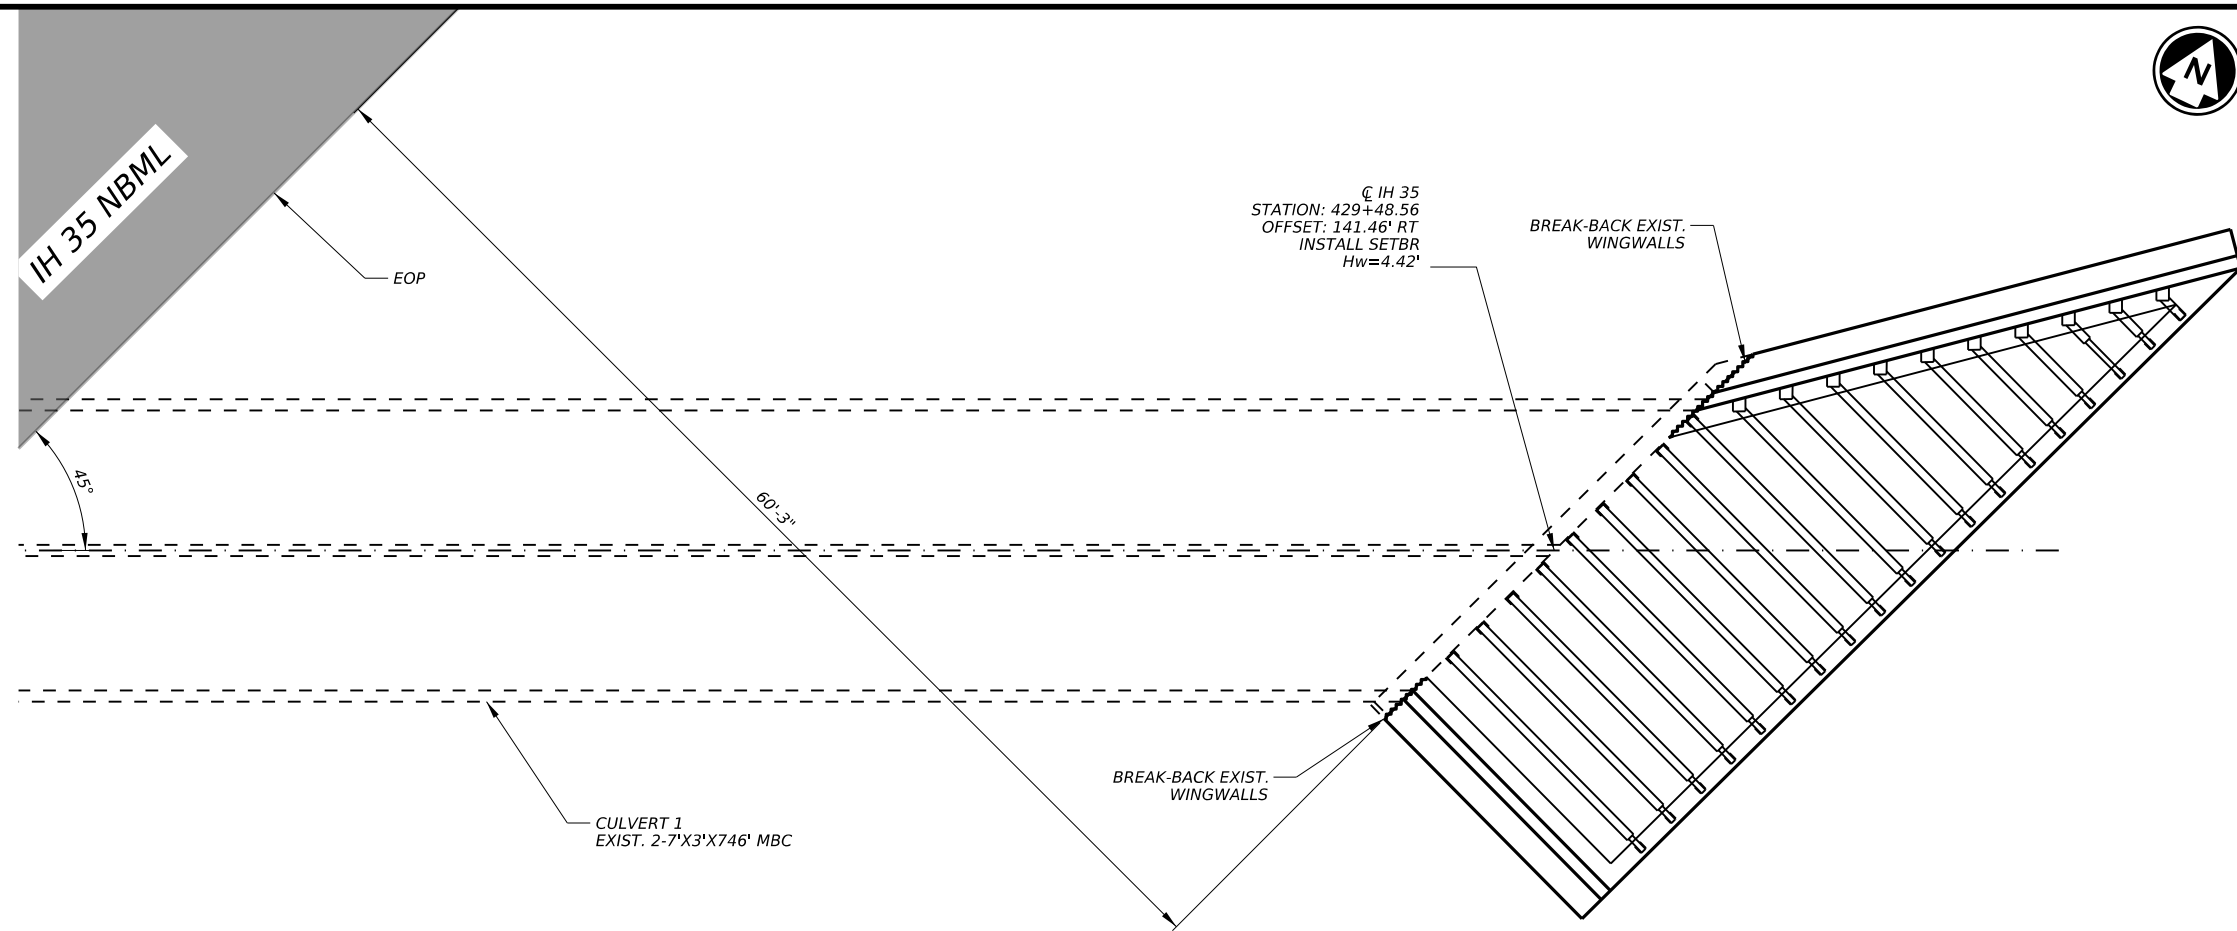 N
IH 35 NBML
EOP
℄ IH 35
STATION: 429+48.56
OFFSET: 141.46' RT
INSTALL SETBR
Hw=4.42'
BREAK-BACK EXIST.
WINGWALLS
45°
60'-3"
BREAK-BACK EXIST.
WINGWALLS
CULVERT 1
EXIST. 2-7'X3'X746' MBC